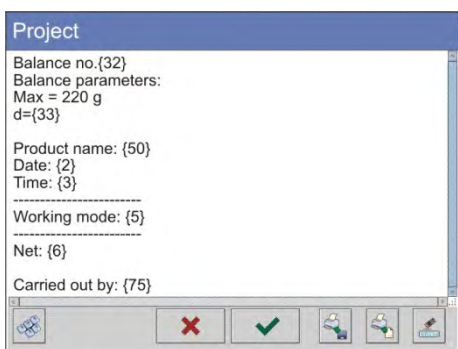 Project
Balance no.{32}
Balance parameters:
Max = 220 g
d={33}
Product name: {50}
Date: {2}
Time: {3}
------------------------
Working mode: {5}
------------------------
Net: {6}
Carried out by: {75}